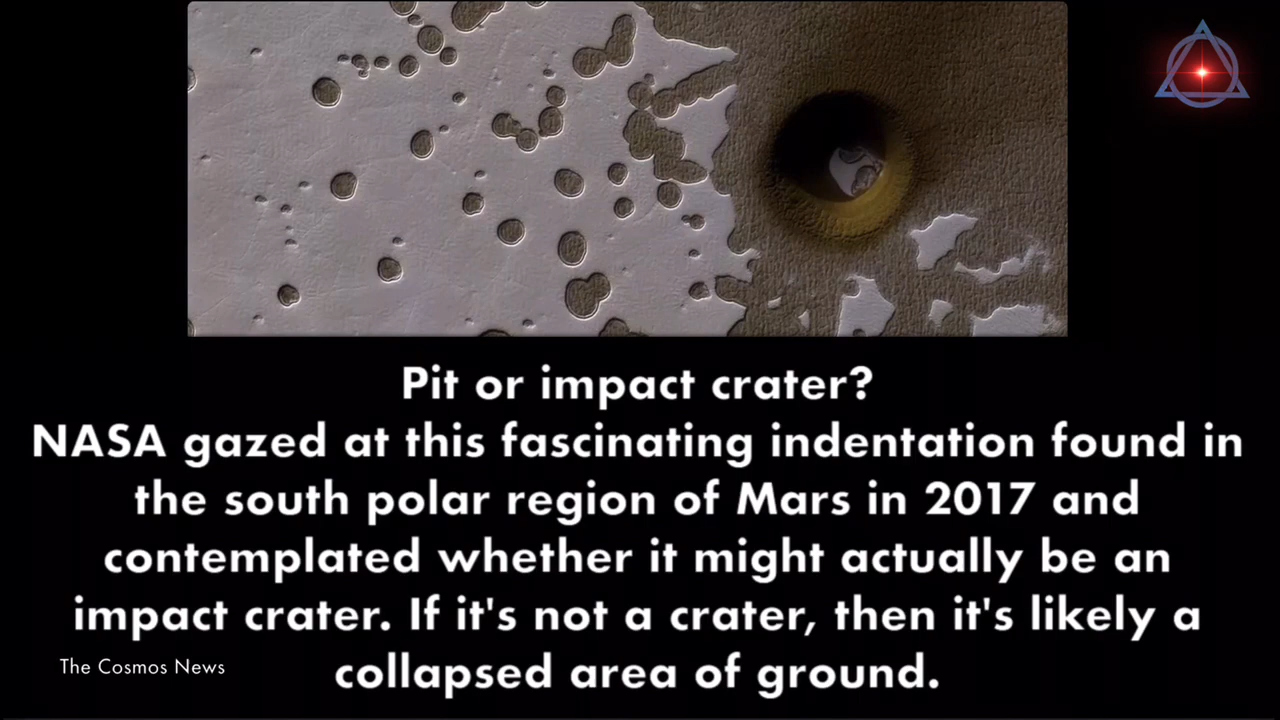 Pit or impact crater?
NASA gazed at this fascinating indentation found in
the south polar region of Mars in 2017 and
contemplated whether it might actually be an
impact crater. If it's not a crater, then it's likely a
collapsed area of ground.
The Cosmos News